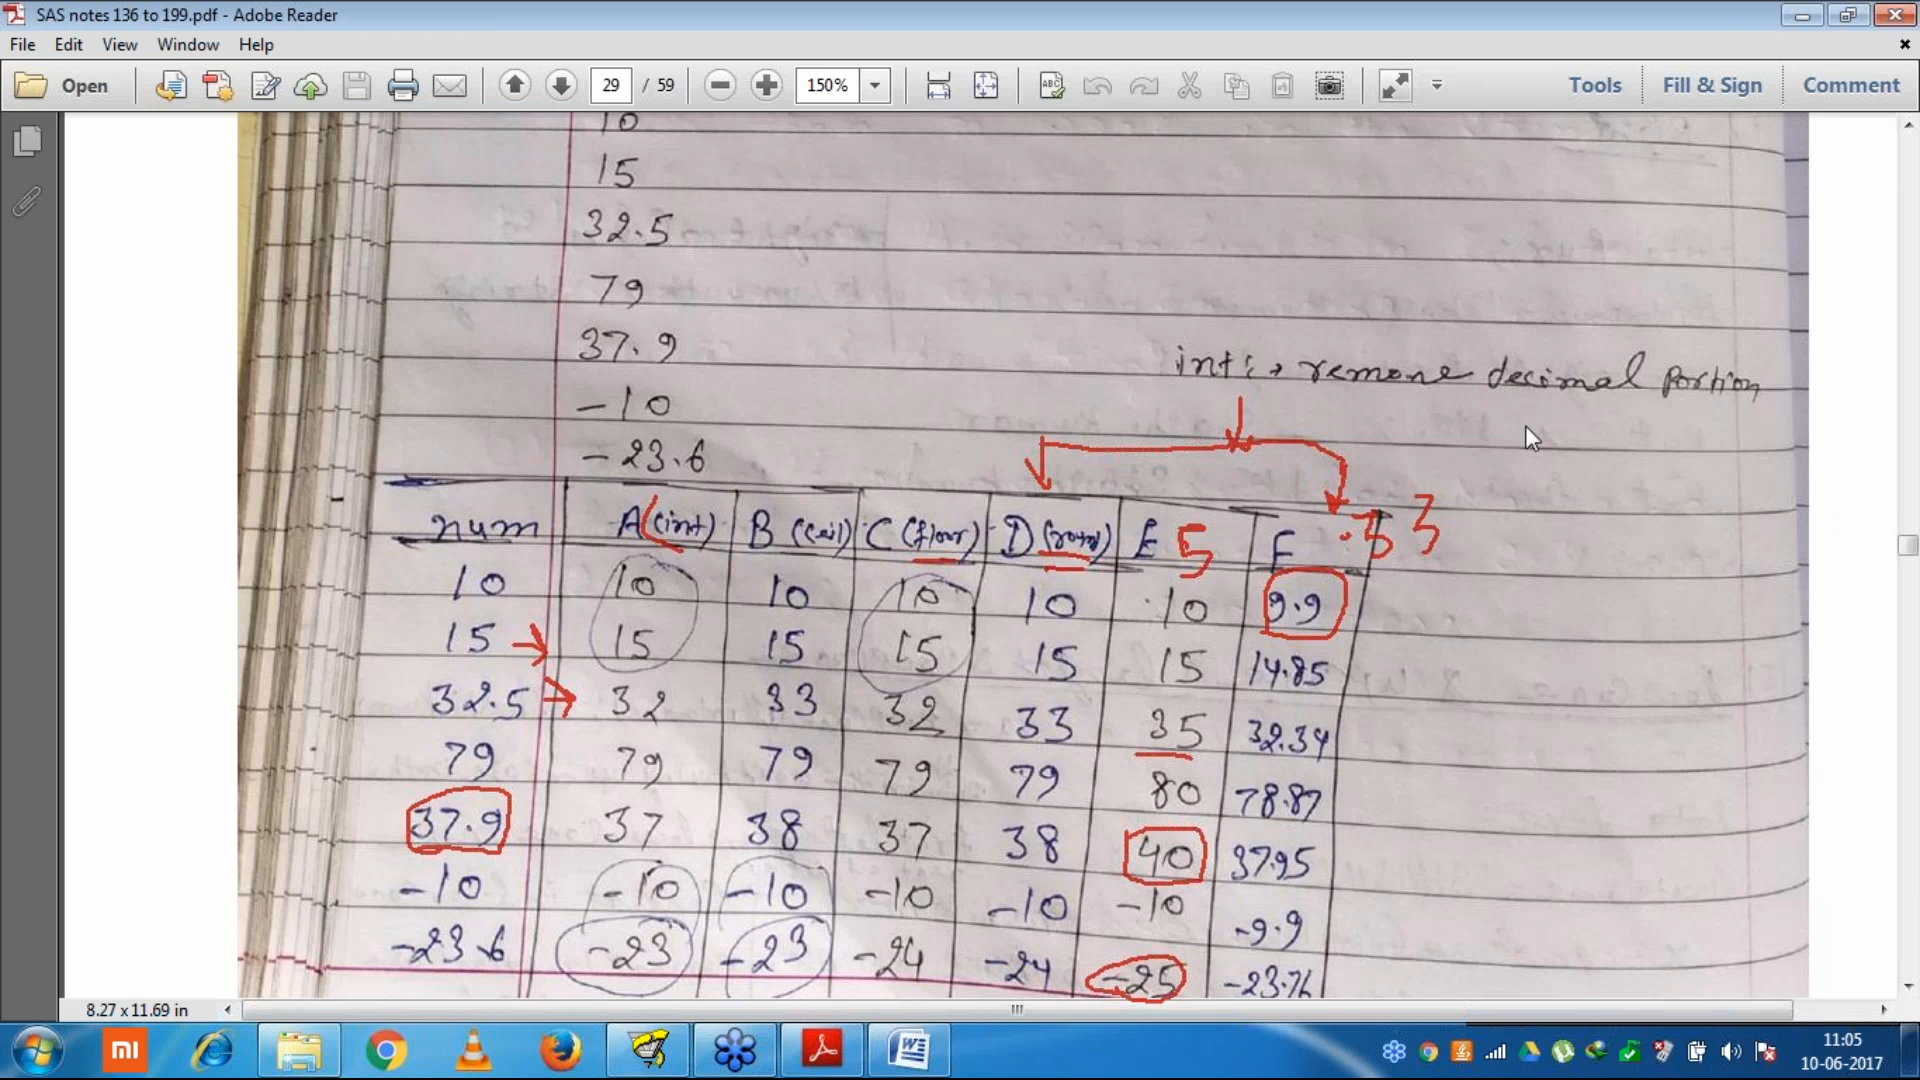 SAS notes 136 to 199.pdf - Adobe Reader
File Edit View Window Help
Open 29 / 59 150% Tools Fill & Sign Comment
10
15
32.5
79
37.9
-10
-23.6
int: → remove decimal portion
num A (int) B (ceil) C (floor) D (round) E 5 F .33
10 10 10 10 10 10 9.9
15 → 15 15 15 15 15 14.85
32.5 → 32 33 32 33 35 32.34
79 79 79 79 79 80 78.87
37.9 37 38 37 38 40 37.95
-10 -10 -10 -10 -10 -10 -9.9
-23.6 -23 -23 -24 -24 -25 -23.76
8.27 x 11.69 in
mi
11:05
10-06-2017